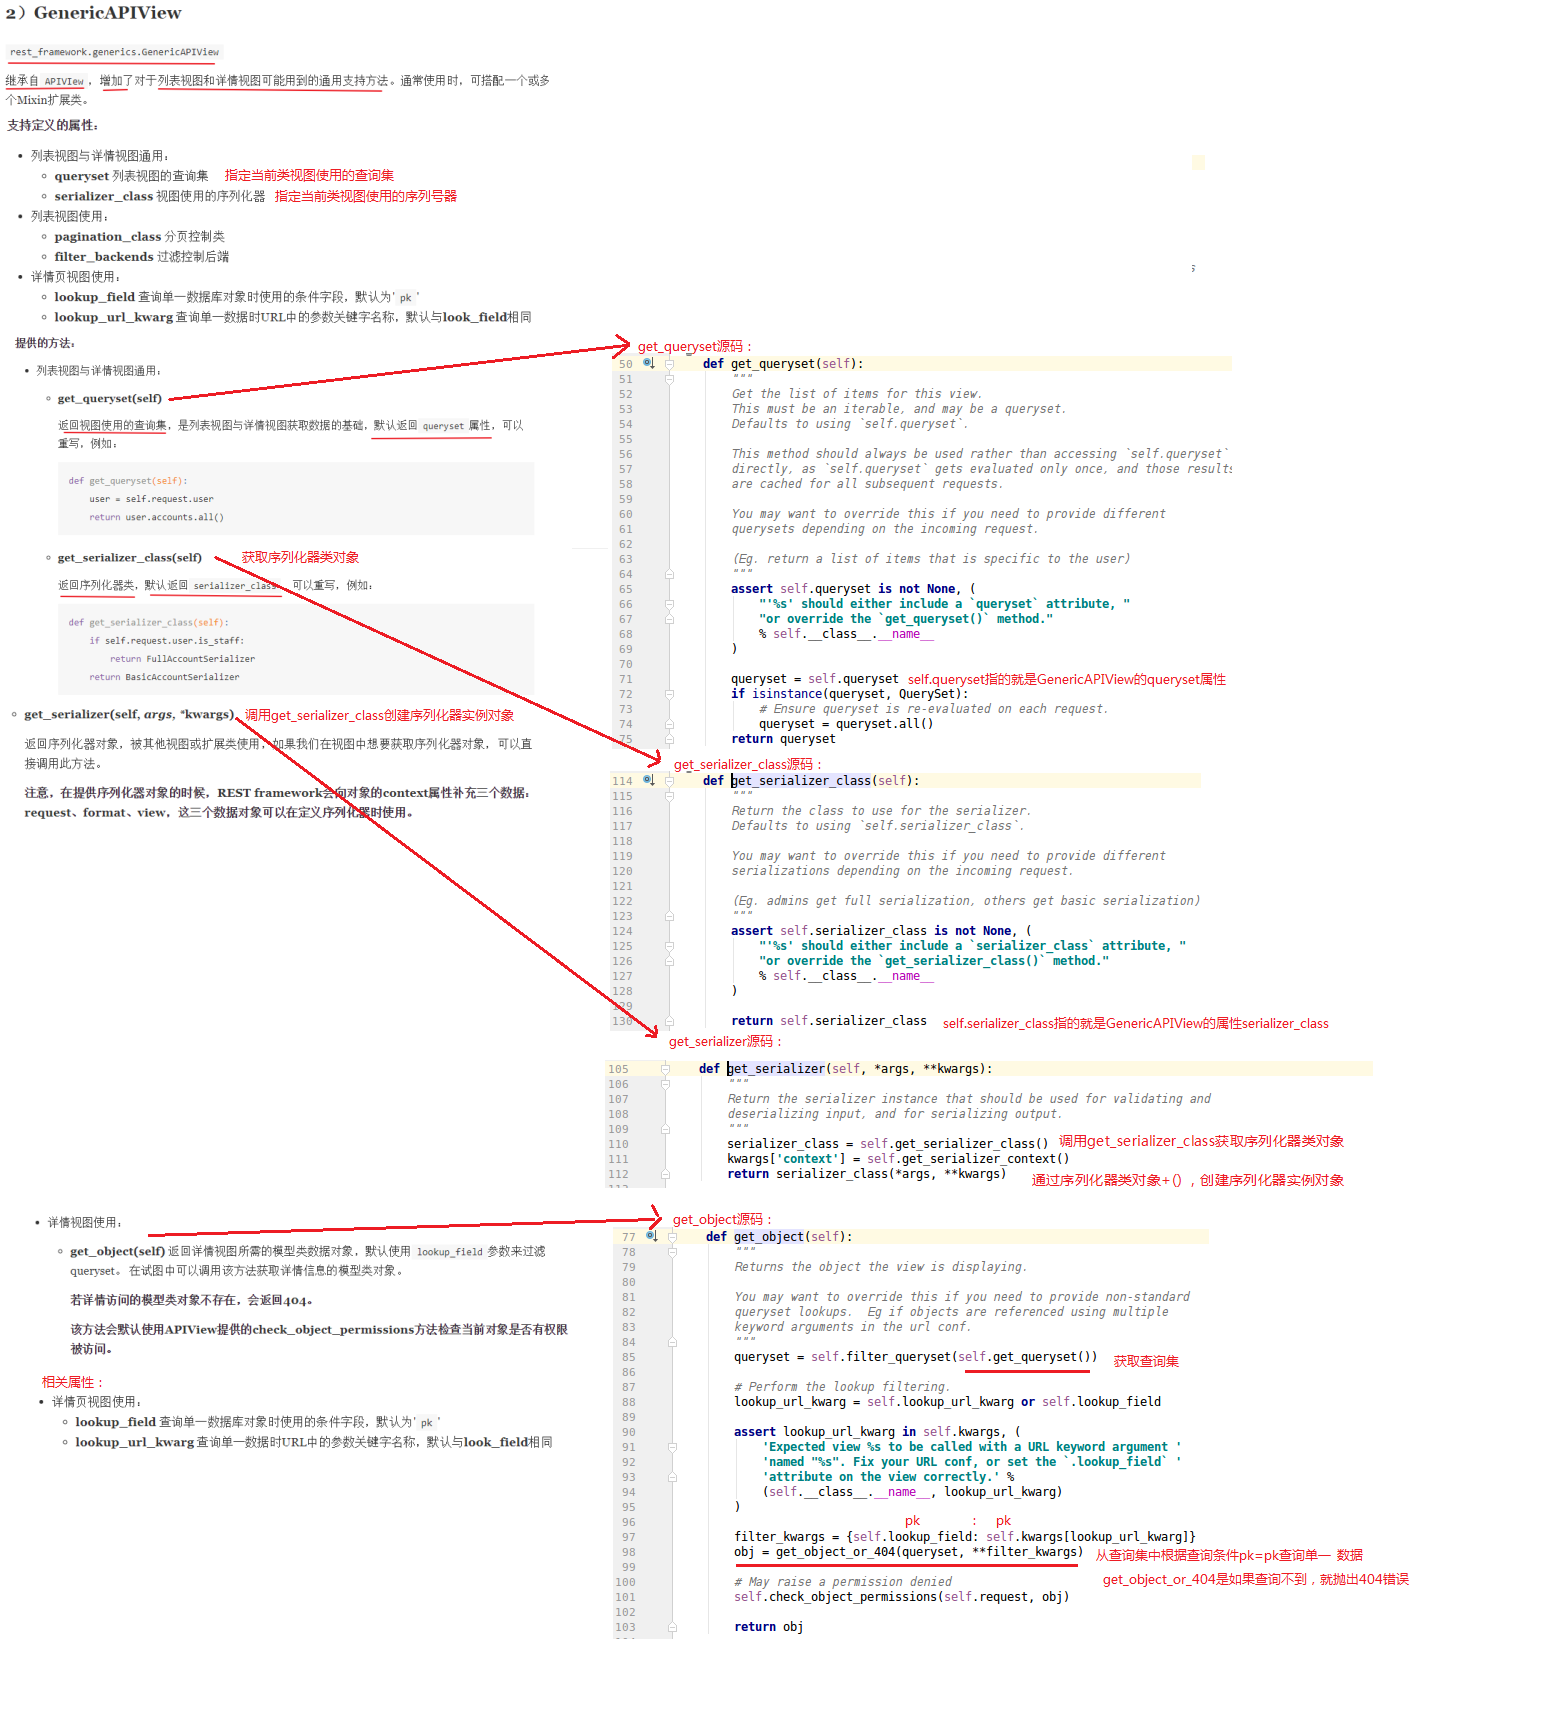 2）GenericAPIView
rest_framework.generics.GenericAPIView
继承自 APIVIew ，增加了对于列表视图和详情视图可能用到的通用支持方法。通常使用时，可搭配一个或多
个Mixin扩展类。
支持定义的属性：
列表视图与详情视图通用：
queryset 列表视图的查询集 指定当前类视图使用的查询集
serializer_class 视图使用的序列化器 指定当前类视图使用的序列号器
列表视图使用：
pagination_class 分页控制类
filter_backends 过滤控制后端
详情页视图使用：
lookup_field 查询单一数据库对象时使用的条件字段，默认为' pk '
lookup_url_kwarg 查询单一数据时URL中的参数关键字名称，默认与look_field相同
提供的方法：
列表视图与详情视图通用：
get_queryset(self)
返回视图使用的查询集，是列表视图与详情视图获取数据的基础，默认返回 queryset 属性，可以
重写，例如：
def get_queryset(self):
user = self.request.user
return user.accounts.all()
get_serializer_class(self) 获取序列化器类对象
返回序列化器类，默认返回 serializer_class ，可以重写，例如：
def get_serializer_class(self):
if self.request.user.is_staff:
return FullAccountSerializer
return BasicAccountSerializer
get_serializer(self, args, *kwargs) 调用get_serializer_class创建序列化器实例对象
返回序列化器对象，被其他视图或扩展类使用，如果我们在视图中想要获取序列化器对象，可以直
接调用此方法。
注意，在提供序列化器对象的时候，REST framework会向对象的context属性补充三个数据：
request、format、view，这三个数据对象可以在定义序列化器时使用。
s
get_queryset源码：
50 def get_queryset(self):
51 """
52 Get the list of items for this view.
53 This must be an iterable, and may be a queryset.
54 Defaults to using `self.queryset`.
55
56 This method should always be used rather than accessing `self.queryset`
57 directly, as `self.queryset` gets evaluated only once, and those results
58 are cached for all subsequent requests.
59
60 You may want to override this if you need to provide different
61 querysets depending on the incoming request.
62
63 (Eg. return a list of items that is specific to the user)
64 """
65 assert self.queryset is not None, (
66 "'%s' should either include a `queryset` attribute, "
67 "or override the `get_queryset()` method."
68 % self.__class__.__name__
69 )
70
71 queryset = self.queryset self.queryset指的就是GenericAPIView的queryset属性
72 if isinstance(queryset, QuerySet):
73 # Ensure queryset is re-evaluated on each request.
74 queryset = queryset.all()
75 return queryset
get_serializer_class源码：
114 def get_serializer_class(self):
115 """
116 Return the class to use for the serializer.
117 Defaults to using `self.serializer_class`.
118
119 You may want to override this if you need to provide different
120 serializations depending on the incoming request.
121
122 (Eg. admins get full serialization, others get basic serialization)
123 """
124 assert self.serializer_class is not None, (
125 "'%s' should either include a `serializer_class` attribute, "
126 "or override the `get_serializer_class()` method."
127 % self.__class__.__name__
128 )
129
130 return self.serializer_class self.serializer_class指的就是GenericAPIView的属性serializer_class
get_serializer源码：
105 def get_serializer(self, *args, **kwargs):
106 """
107 Return the serializer instance that should be used for validating and
108 deserializing input, and for serializing output.
109 """
110 serializer_class = self.get_serializer_class() 调用get_serializer_class获取序列化器类对象
111 kwargs['context'] = self.get_serializer_context()
112 return serializer_class(*args, **kwargs) 通过序列化器类对象+()，创建序列化器实例对象
详情视图使用：
get_object(self) 返回详情视图所需的模型类数据对象，默认使用 lookup_field 参数来过滤
queryset。 在试图中可以调用该方法获取详情信息的模型类对象。
若详情访问的模型类对象不存在，会返回404。
该方法会默认使用APIView提供的check_object_permissions方法检查当前对象是否有权限
被访问。
相关属性：
详情页视图使用：
lookup_field 查询单一数据库对象时使用的条件字段，默认为' pk '
lookup_url_kwarg 查询单一数据时URL中的参数关键字名称，默认与look_field相同
get_object源码：
77 def get_object(self):
78 """
79 Returns the object the view is displaying.
80
81 You may want to override this if you need to provide non-standard
82 queryset lookups.  Eg if objects are referenced using multiple
83 keyword arguments in the url conf.
84 """
85 queryset = self.filter_queryset(self.get_queryset()) 获取查询集
86
87 # Perform the lookup filtering.
88 lookup_url_kwarg = self.lookup_url_kwarg or self.lookup_field
89
90 assert lookup_url_kwarg in self.kwargs, (
91 'Expected view %s to be called with a URL keyword argument '
92 'named "%s". Fix your URL conf, or set the `.lookup_field` '
93 'attribute on the view correctly.' %
94 (self.__class__.__name__, lookup_url_kwarg)
95 )
96 pk : pk
97 filter_kwargs = {self.lookup_field: self.kwargs[lookup_url_kwarg]}
98 obj = get_object_or_404(queryset, **filter_kwargs) 从查询集中根据查询条件pk=pk查询单一 数据
99
get_object_or_404是如果查询不到，就抛出404错误
100 # May raise a permission denied
101 self.check_object_permissions(self.request, obj)
102
103 return obj